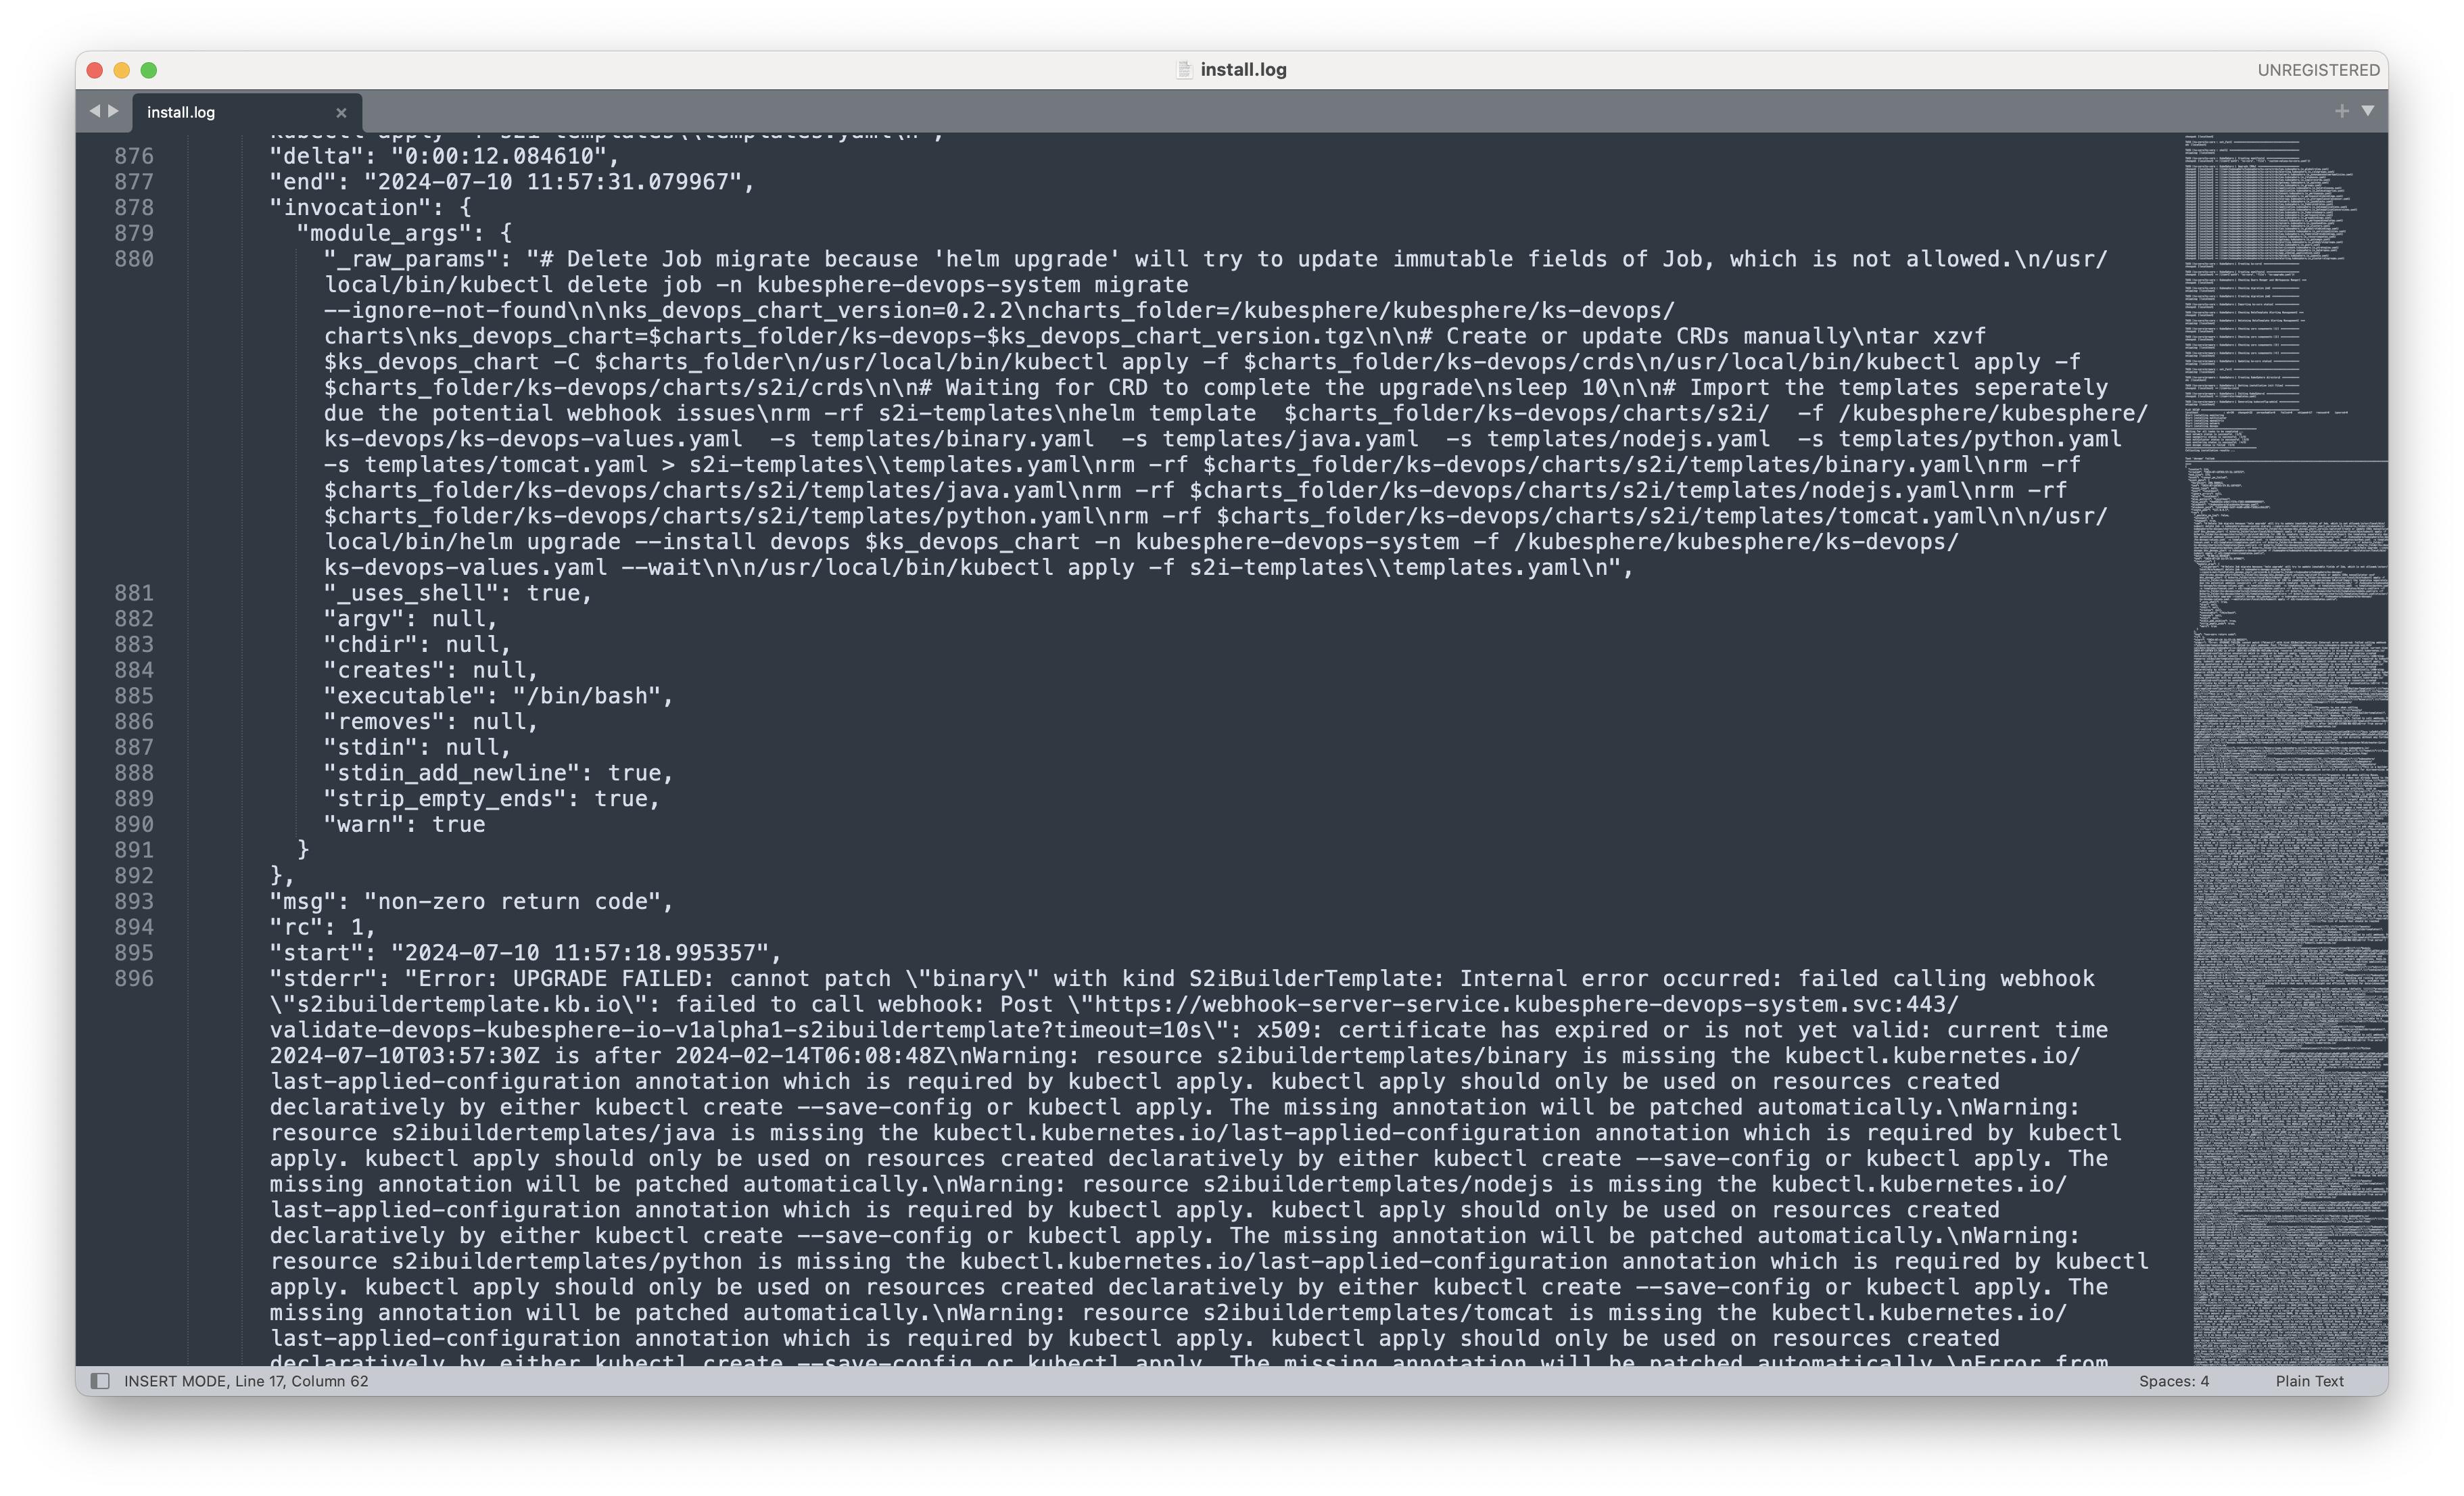 install.log
UNREGISTERED
install.log
876 "delta": "0:00:12.084610",
877 "end": "2024-07-10 11:57:31.079967",
878 "invocation": {
879 "module_args": {
880 "_raw_params": "# Delete Job migrate because 'helm upgrade' will try to update immutable fields of Job, which is not allowed.\n/usr/
local/bin/kubectl delete job -n kubesphere-devops-system migrate
--ignore-not-found\n\nks_devops_chart_version=0.2.2\ncharts_folder=/kubesphere/kubesphere/ks-devops/
charts\nks_devops_chart=$charts_folder/ks-devops-$ks_devops_chart_version.tgz\n\n# Create or update CRDs manually\ntar xzvf
$ks_devops_chart -C $charts_folder\n/usr/local/bin/kubectl apply -f $charts_folder/ks-devops/crds\n/usr/local/bin/kubectl apply -f
$charts_folder/ks-devops/charts/s2i/crds\n\n# Waiting for CRD to complete the upgrade\nsleep 10\n\n# Import the templates seperately
due the potential webhook issues\nrm -rf s2i-templates\nhelm template  $charts_folder/ks-devops/charts/s2i/  -f /kubesphere/kubesphere/
ks-devops/ks-devops-values.yaml  -s templates/binary.yaml  -s templates/java.yaml  -s templates/nodejs.yaml  -s templates/python.yaml
-s templates/tomcat.yaml > s2i-templates\\templates.yaml\nrm -rf $charts_folder/ks-devops/charts/s2i/templates/binary.yaml\nrm -rf
$charts_folder/ks-devops/charts/s2i/templates/java.yaml\nrm -rf $charts_folder/ks-devops/charts/s2i/templates/nodejs.yaml\nrm -rf
$charts_folder/ks-devops/charts/s2i/templates/python.yaml\nrm -rf $charts_folder/ks-devops/charts/s2i/templates/tomcat.yaml\n\n/usr/
local/bin/helm upgrade --install devops $ks_devops_chart -n kubesphere-devops-system -f /kubesphere/kubesphere/ks-devops/
ks-devops-values.yaml --wait\n\n/usr/local/bin/kubectl apply -f s2i-templates\\templates.yaml\n",
881 "_uses_shell": true,
882 "argv": null,
883 "chdir": null,
884 "creates": null,
885 "executable": "/bin/bash",
886 "removes": null,
887 "stdin": null,
888 "stdin_add_newline": true,
889 "strip_empty_ends": true,
890 "warn": true
891 }
892 },
893 "msg": "non-zero return code",
894 "rc": 1,
895 "start": "2024-07-10 11:57:18.995357",
896 "stderr": "Error: UPGRADE FAILED: cannot patch \"binary\" with kind S2iBuilderTemplate: Internal error occurred: failed calling webhook
\"s2ibuildertemplate.kb.io\": failed to call webhook: Post \"https://webhook-server-service.kubesphere-devops-system.svc:443/
validate-devops-kubesphere-io-v1alpha1-s2ibuildertemplate?timeout=10s\": x509: certificate has expired or is not yet valid: current time
2024-07-10T03:57:30Z is after 2024-02-14T06:08:48Z\nWarning: resource s2ibuildertemplates/binary is missing the kubectl.kubernetes.io/
last-applied-configuration annotation which is required by kubectl apply. kubectl apply should only be used on resources created
declaratively by either kubectl create --save-config or kubectl apply. The missing annotation will be patched automatically.\nWarning:
resource s2ibuildertemplates/java is missing the kubectl.kubernetes.io/last-applied-configuration annotation which is required by kubectl
apply. kubectl apply should only be used on resources created declaratively by either kubectl create --save-config or kubectl apply. The
missing annotation will be patched automatically.\nWarning: resource s2ibuildertemplates/nodejs is missing the kubectl.kubernetes.io/
last-applied-configuration annotation which is required by kubectl apply. kubectl apply should only be used on resources created
declaratively by either kubectl create --save-config or kubectl apply. The missing annotation will be patched automatically.\nWarning:
resource s2ibuildertemplates/python is missing the kubectl.kubernetes.io/last-applied-configuration annotation which is required by kubectl
apply. kubectl apply should only be used on resources created declaratively by either kubectl create --save-config or kubectl apply. The
missing annotation will be patched automatically.\nWarning: resource s2ibuildertemplates/tomcat is missing the kubectl.kubernetes.io/
last-applied-configuration annotation which is required by kubectl apply. kubectl apply should only be used on resources created
declaratively by either kubectl create --save-config or kubectl apply. The missing annotation will be patched automatically.\nError from
INSERT MODE, Line 17, Column 62
Spaces: 4
Plain Text